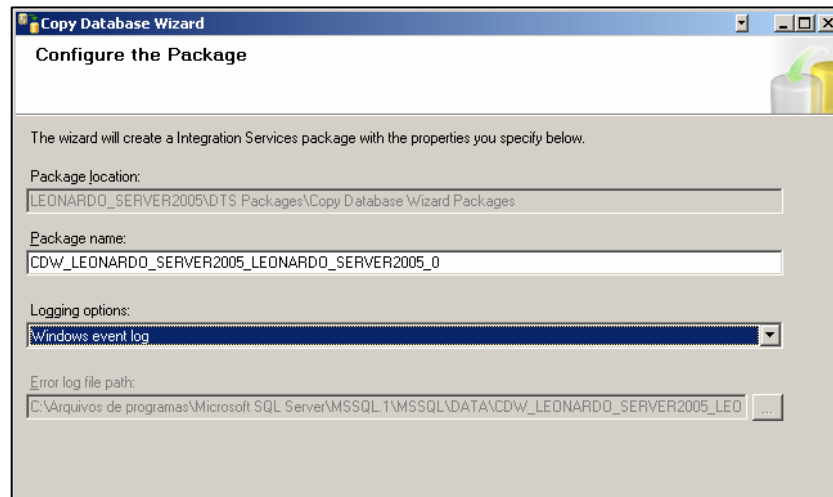 Copy Database Wizard
Configure the Package
The wizard will create a Integration Services package with the properties you specify below.
Package location:
LEONARDO_SERVER2005\DTS Packages\Copy Database Wizard Packages
Package name:
CDW_LEONARDO_SERVER2005_LEONARDO_SERVER2005_0
Logging options:
Windows event log
Error log file path:
C:\Arquivos de programas\Microsoft SQL Server\MSSQL.1\MSSQL\DATA\CDW_LEONARDO_SERVER2005_LEO ...